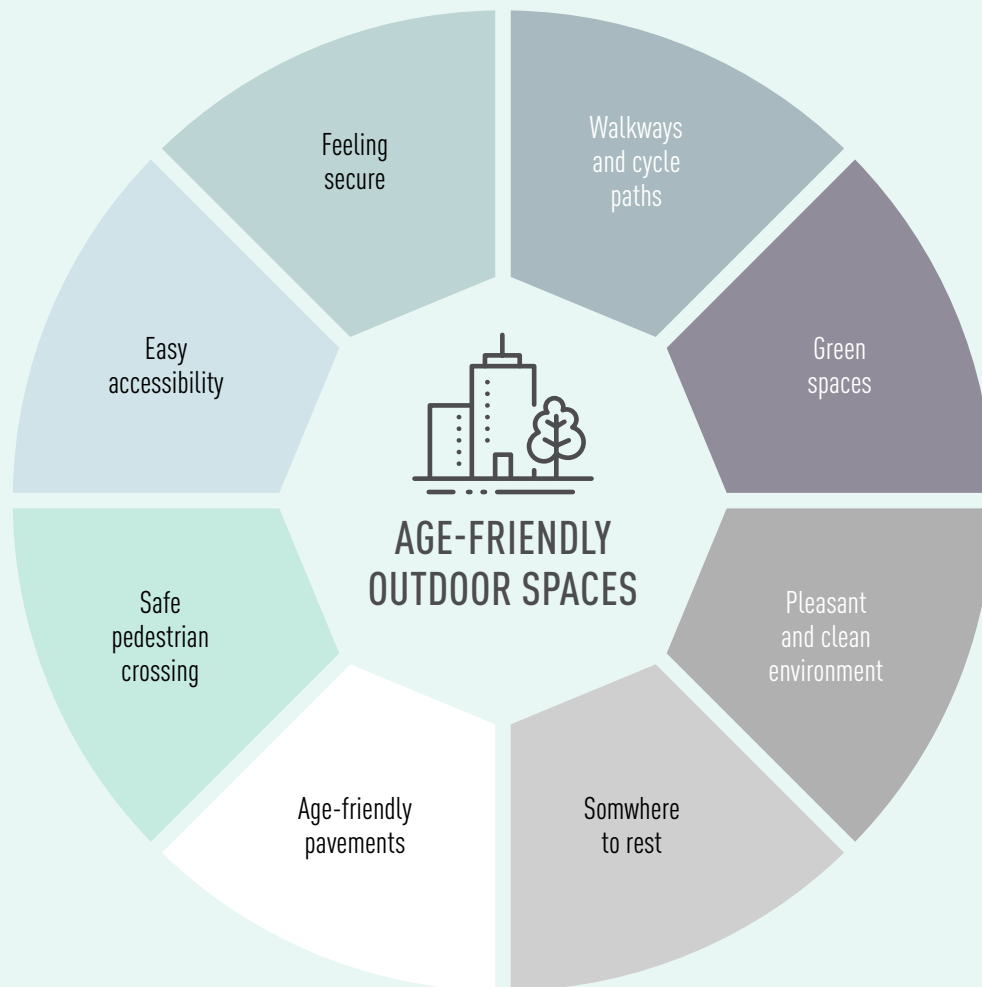 Feeling
secure
Walkways
and cycle
paths
Green
spaces
Pleasant
and clean
environment
Somwhere
to rest
Age-friendly
pavements
Safe
pedestrian
crossing
Easy
accessibility
AGE-FRIENDLY
OUTDOOR SPACES